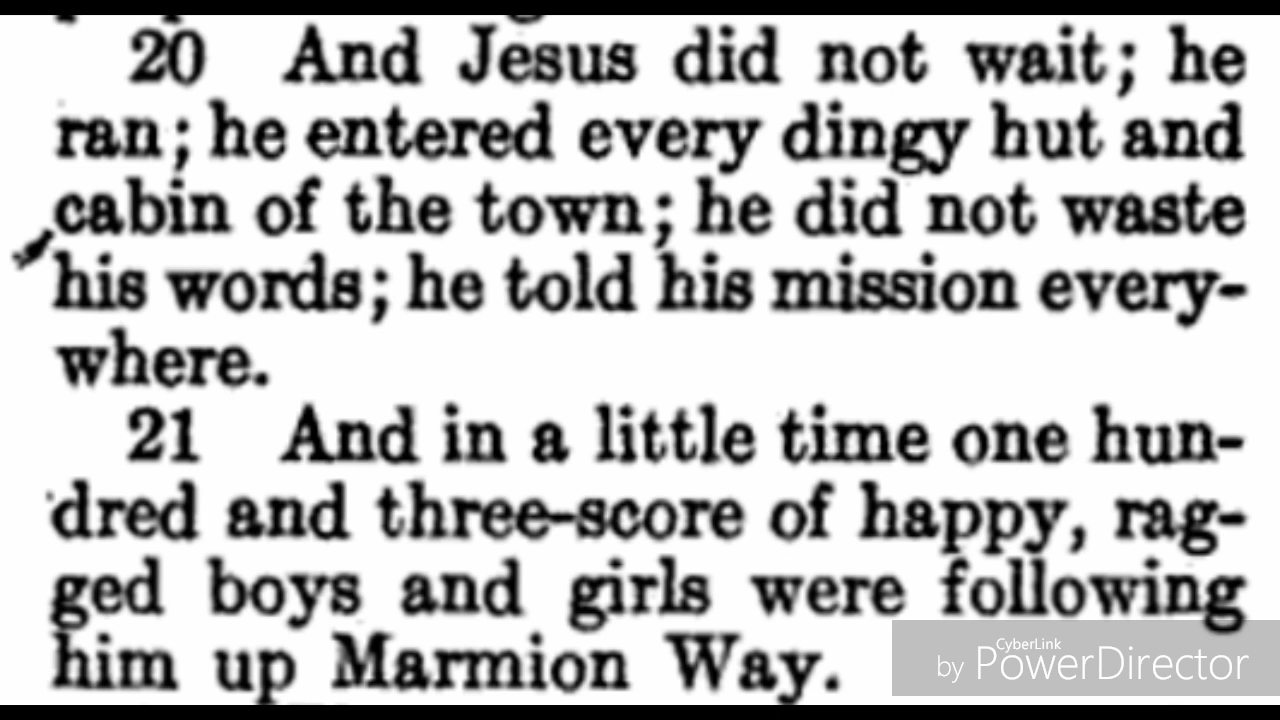 20 And Jesus did not wait; he
ran; he entered every dingy hut and
cabin of the town; he did not waste
his words; he told his mission every-
where.
21 And in a little time one hun-
dred and three-score of happy, rag-
ged boys and girls were following
him up Marmion Way.
CyberLink
by PowerDirector